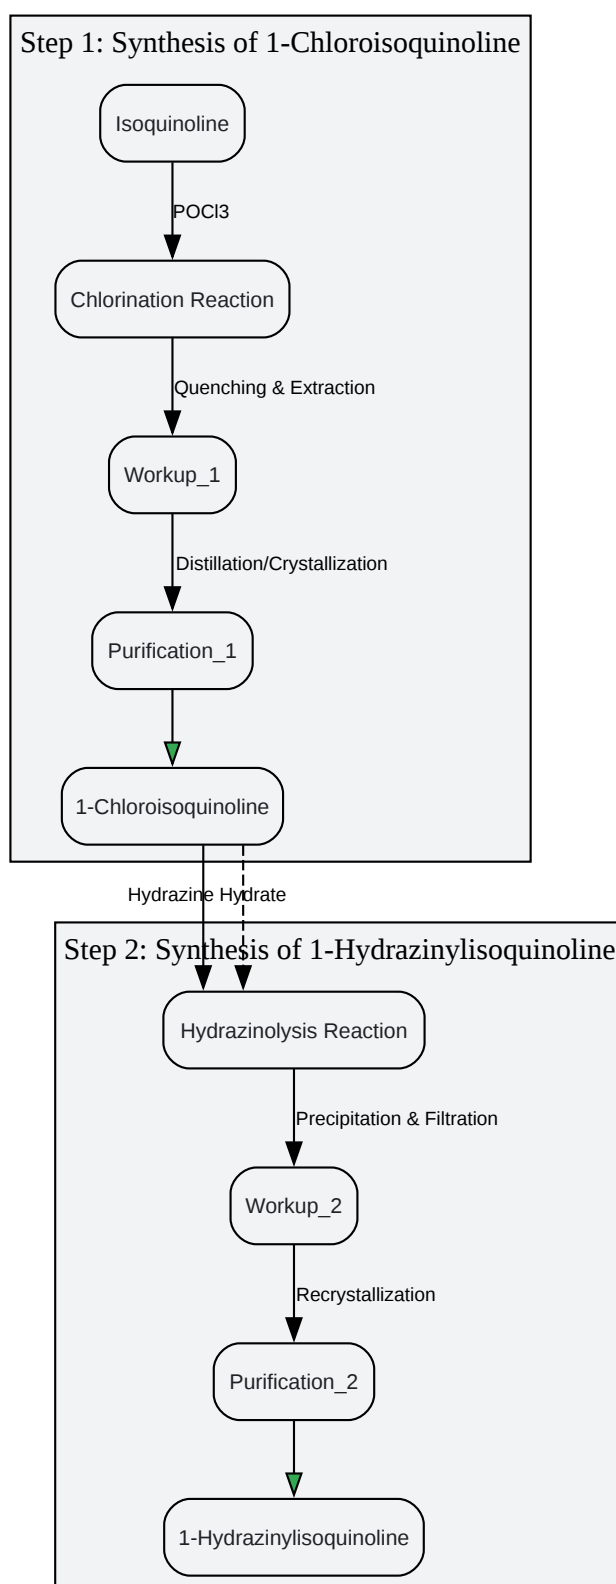 Step 1: Synthesis of 1-Chloroisoquinoline
Isoquinoline
POCl3
Chlorination Reaction
Quenching & Extraction
Workup_1
Distillation/Crystallization
Purification_1
1-Chloroisoquinoline
Hydrazine Hydrate
Step 2: Synthesis of 1-Hydrazinylisoquinoline
Hydrazinolysis Reaction
Precipitation & Filtration
Workup_2
Recrystallization
Purification_2
1-Hydrazinylisoquinoline